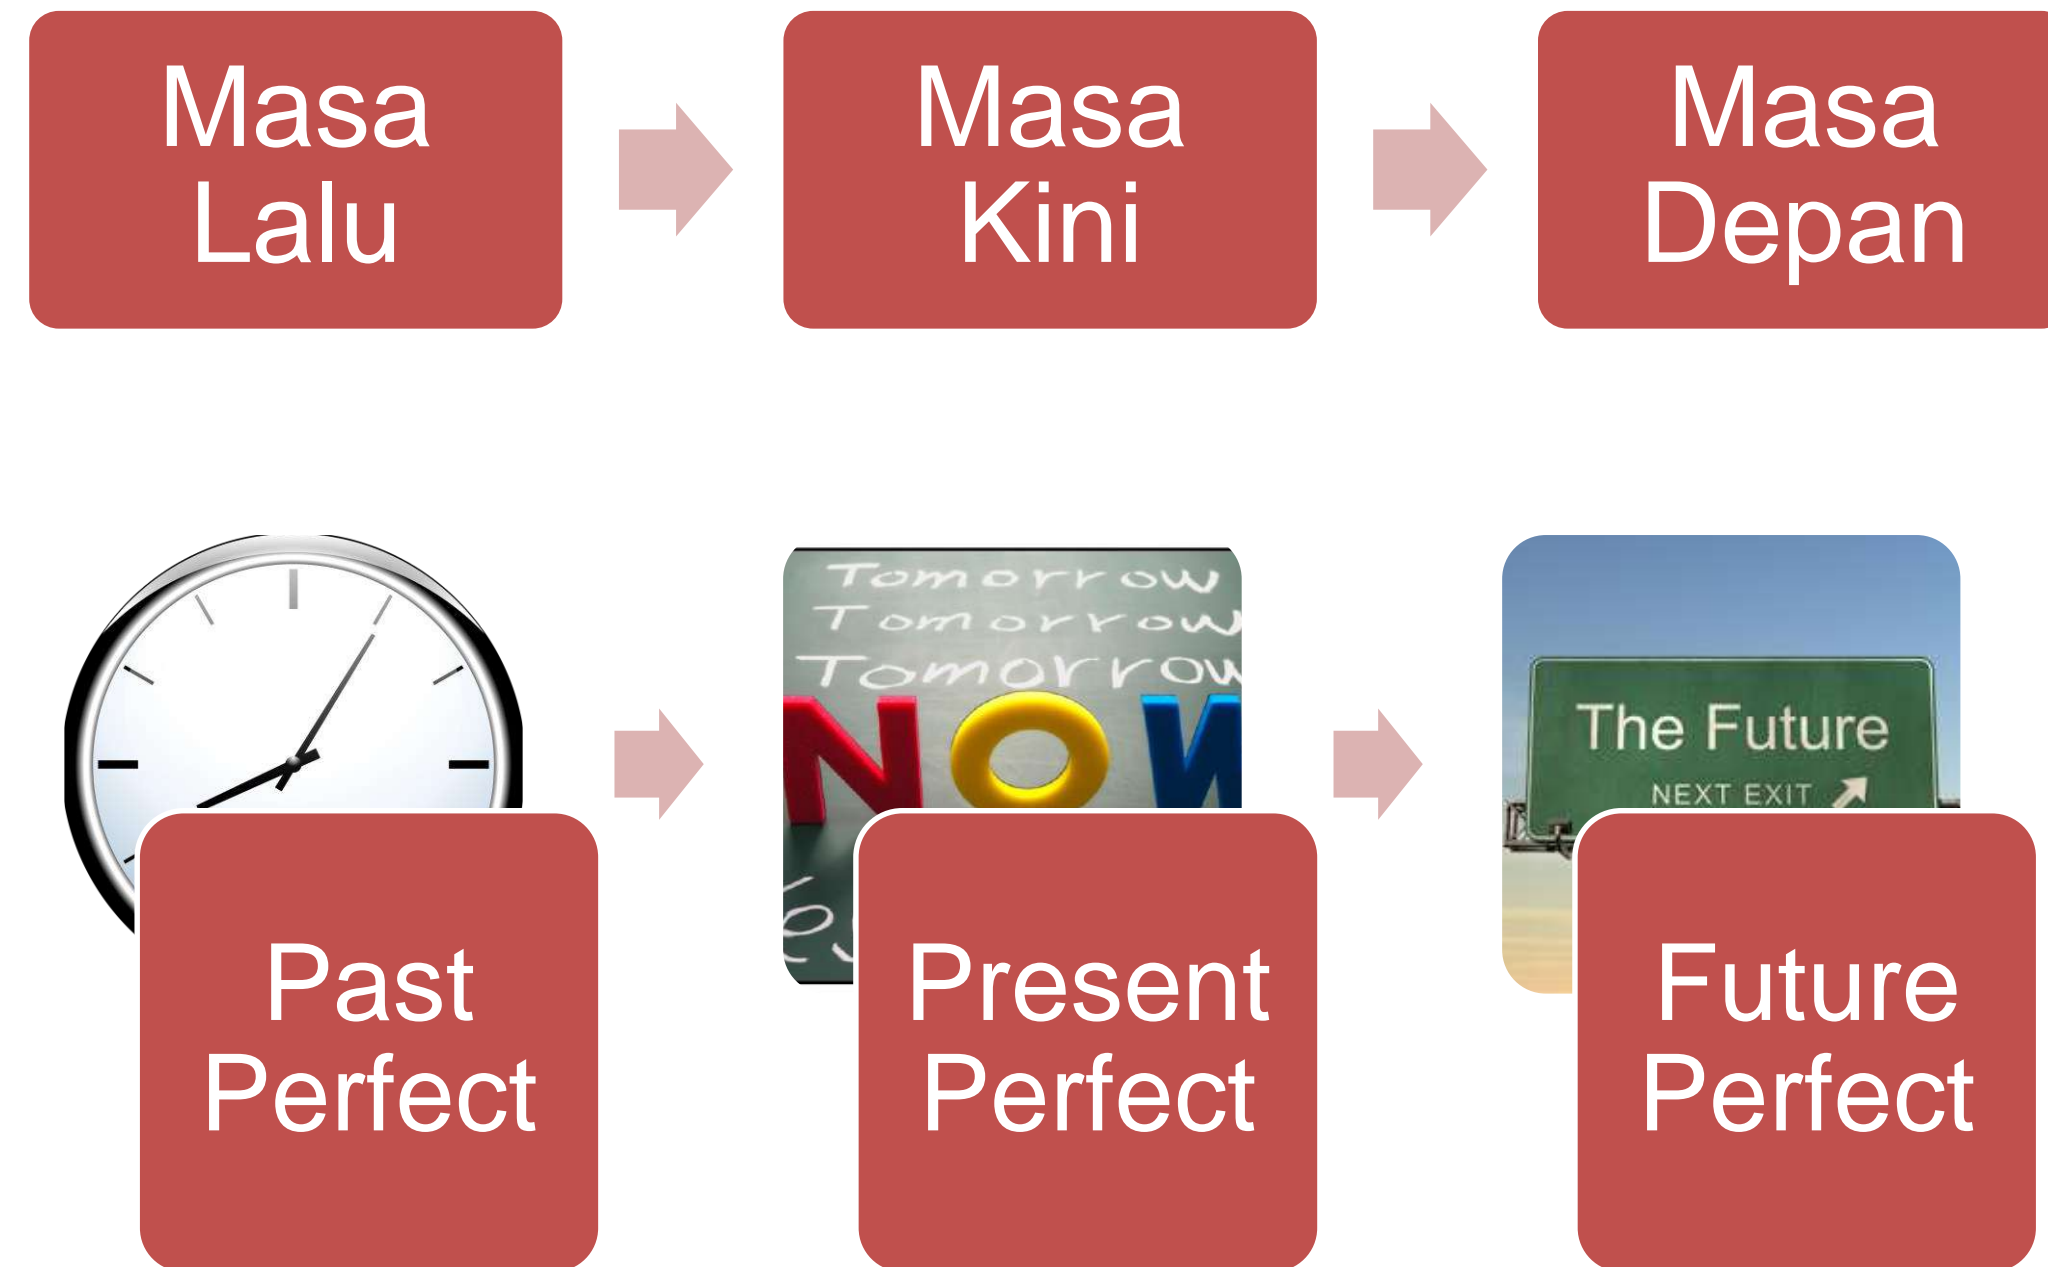 Masa
Lalu
Masa
Kini
Masa
Depan
Tomorrow
Tomorrow
Tomorrow
NOW
The Future
NEXT EXIT
Past
Perfect
Present
Perfect
Future
Perfect